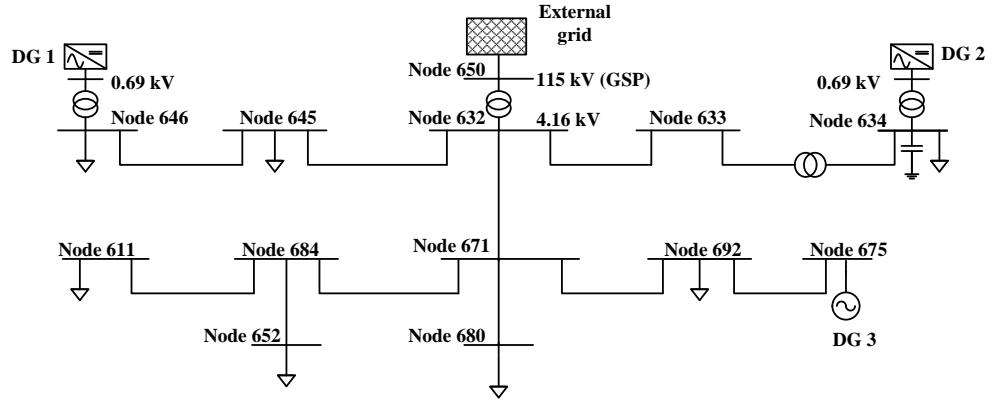 External
grid
DG 1
DG 2
Node 650
115 kV (GSP)
0.69 kV
0.69 kV
Node 646
Node 645
Node 632
4.16 kV
Node 633
Node 634
Node 611
Node 684
Node 671
Node 692
Node 675
Node 652
Node 680
DG 3